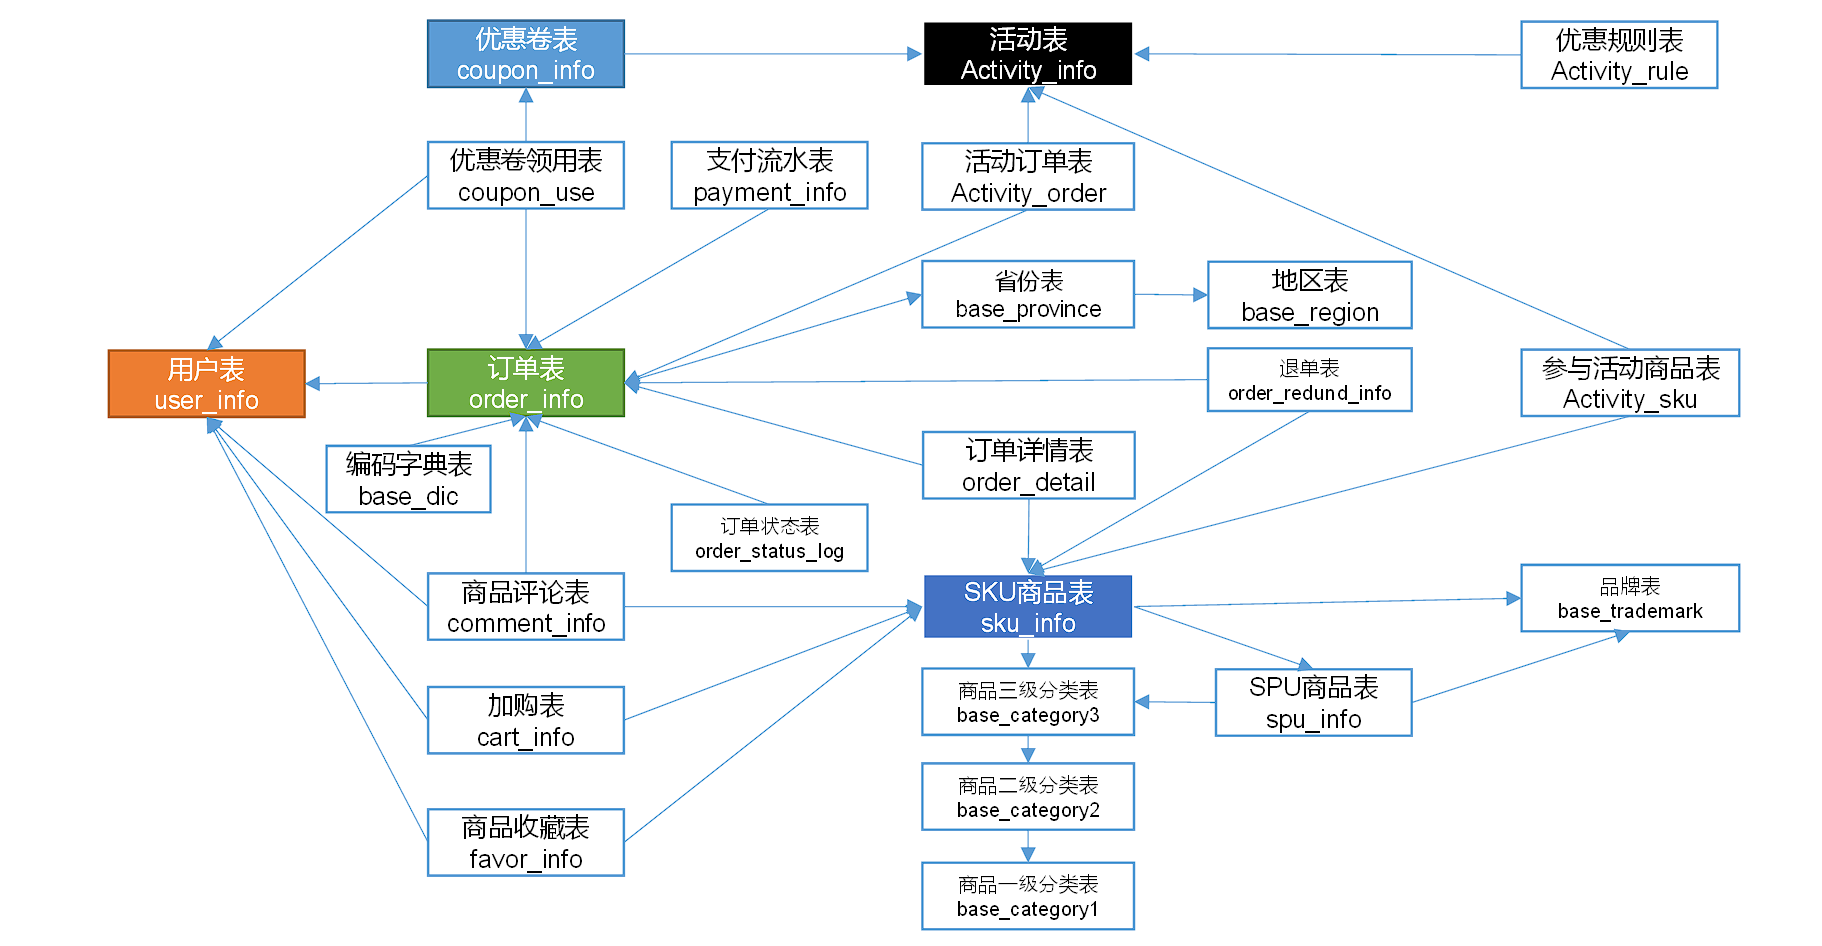 优惠卷表
coupon_info
活动表
Activity_info
优惠规则表
Activity_rule
优惠卷领用表
coupon_use
支付流水表
payment_info
活动订单表
Activity_order
省份表
base_province
地区表
base_region
用户表
user_info
订单表
order_info
退单表
order_redund_info
参与活动商品表
Activity_sku
编码字典表
base_dic
订单详情表
order_detail
订单状态表
order_status_log
商品评论表
comment_info
SKU商品表
sku_info
品牌表
base_trademark
加购表
cart_info
商品三级分类表
base_category3
SPU商品表
spu_info
商品二级分类表
base_category2
商品收藏表
favor_info
商品一级分类表
base_category1